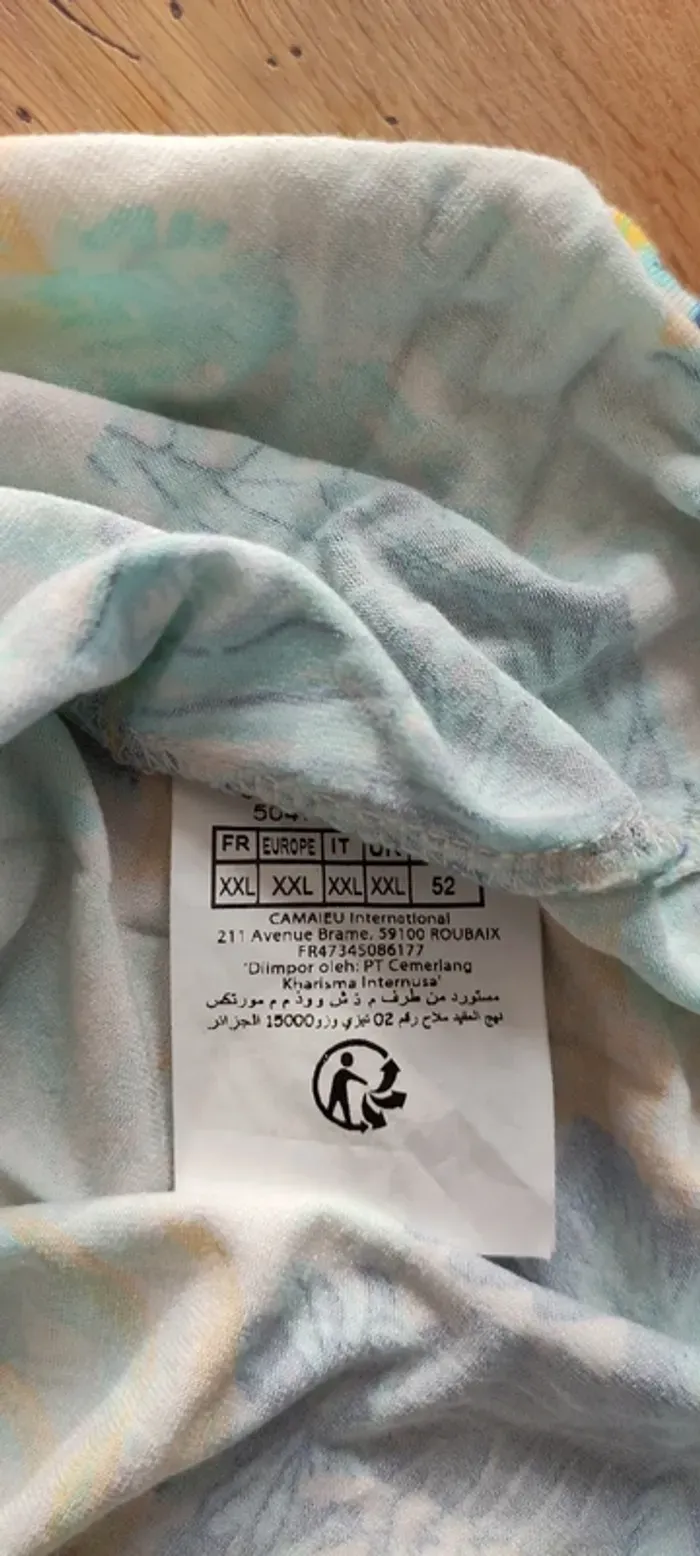 FR EUROPE IT
XXL XXL XXL XXL 52
CAMAIEU International
211 Avenue Brame, 59100 ROUBAIX
FR47345086177
'Diimpor oleh: PT Cemerlang
Kharisma Internusa'
مستورد من طرف م ذ ش و و ذ م م مورتكس
نهج العقيد ملاح رقم 02 تيزي وزو 15000 الجزائر